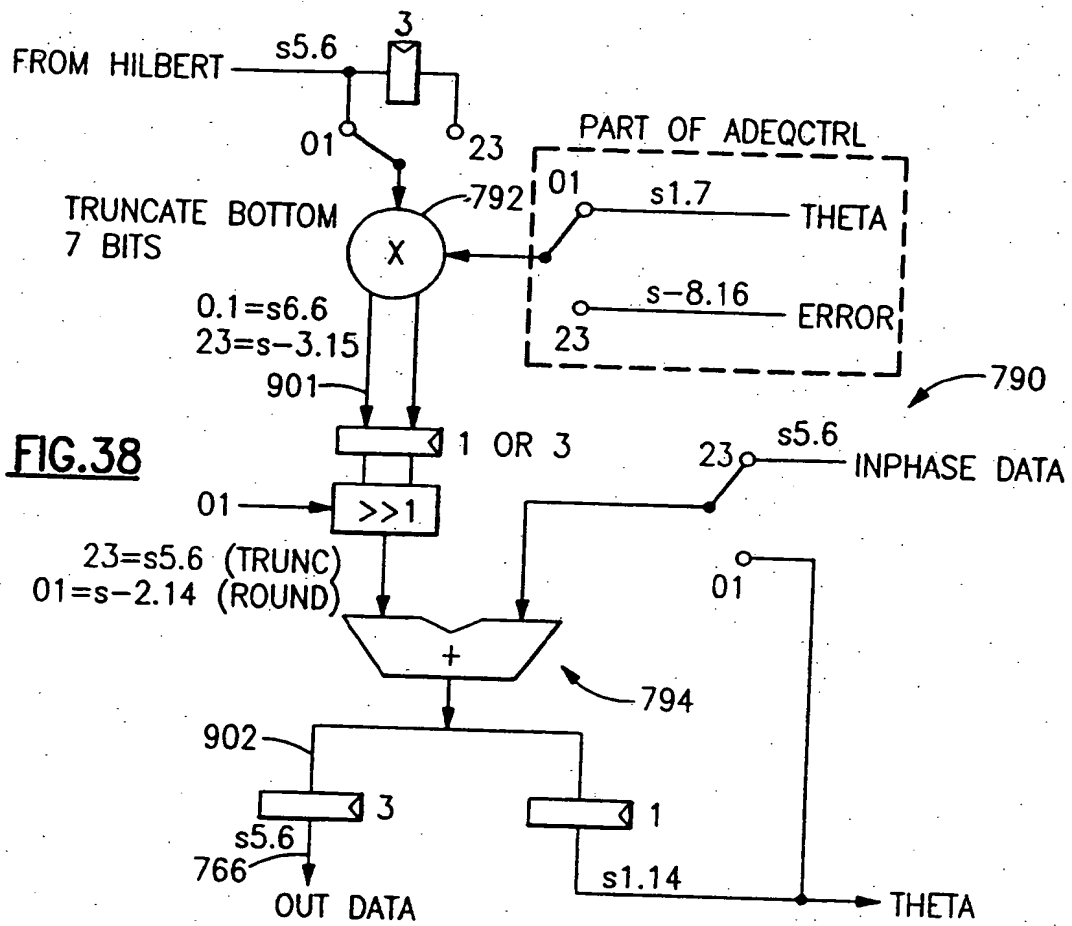 3
s5.6
FROM HILBERT
01
23
PART OF ADEQCTRL
01
s1.7
THETA
792
TRUNCATE BOTTOM
7 BITS
X
s-8.16
ERROR
23
0.1=s6.6
23=s-3.15
901
790
FIG.38
1 OR 3
23
s5.6
INPHASE DATA
01
>>1
23=s5.6 (TRUNC)
01=s-2.14 (ROUND)
01
+
794
902
3
1
s5.6
766
s1.14
OUT DATA
THETA